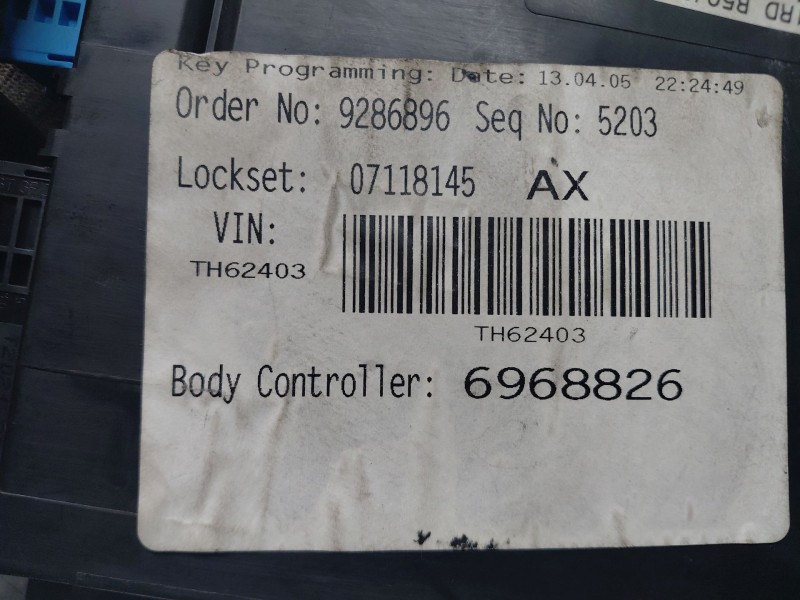 Key Programming: Date: 13.04.05 22:24:49
Order No: 9286896 Seq No: 5203
Lockset: 07118145 AX
VIN:
TH62403
TH62403
Body Controller: 6968826